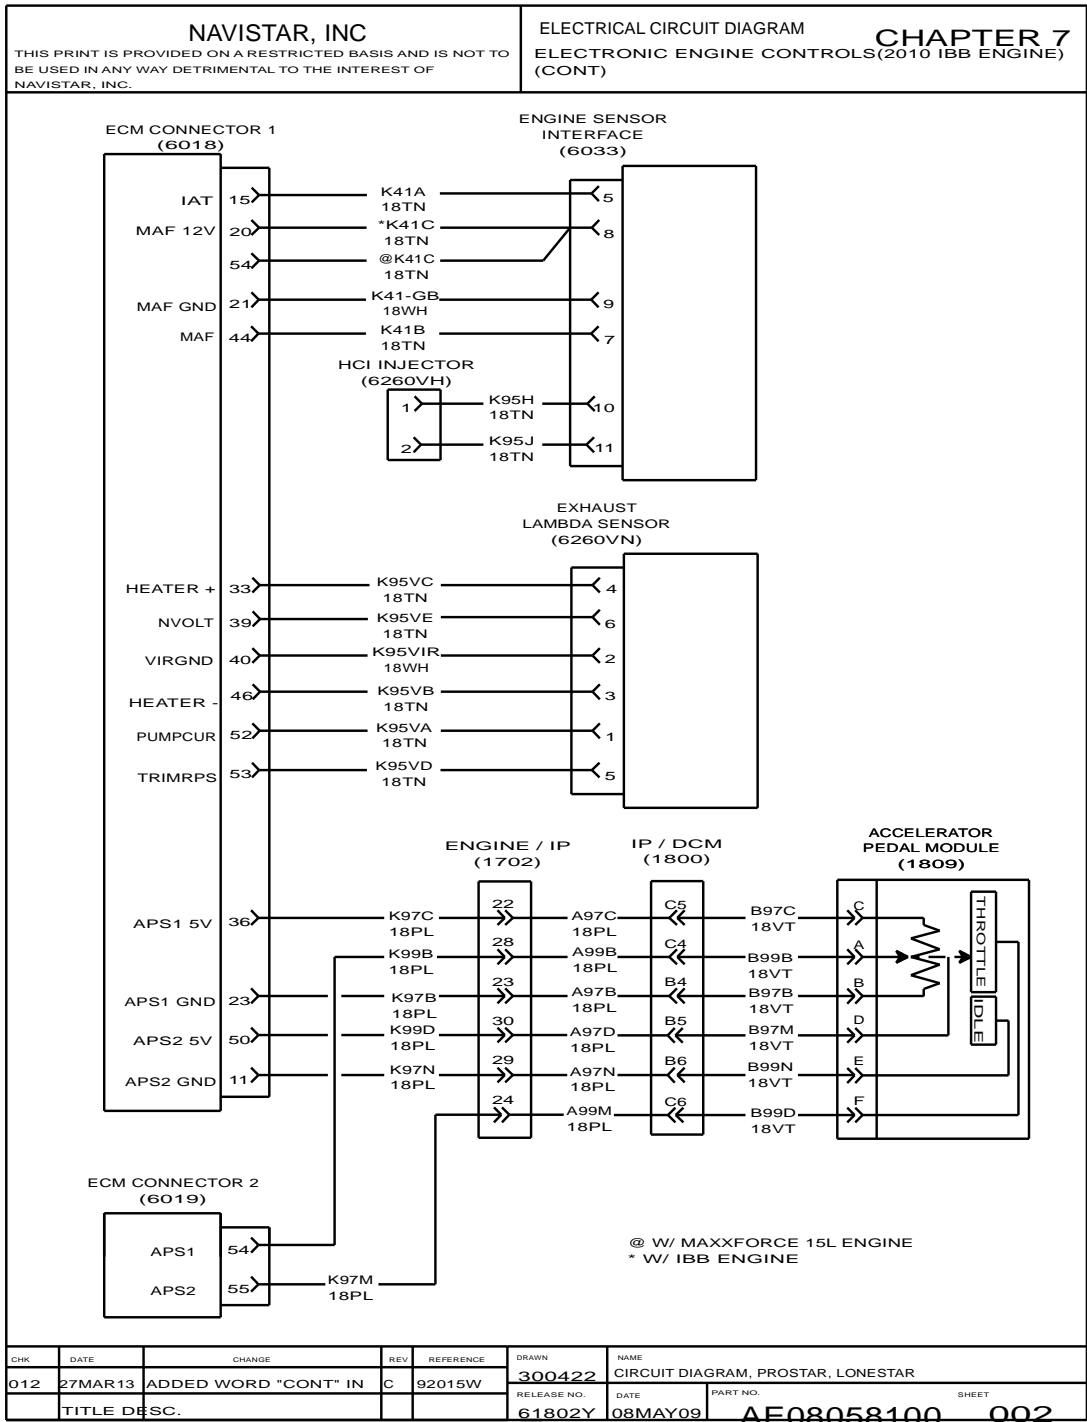 NAVISTAR, INC
THIS PRINT IS PROVIDED ON A RESTRICTED BASIS AND IS NOT TO
BE USED IN ANY WAY DETRIMENTAL TO THE INTEREST OF
NAVISTAR, INC.
ELECTRICAL CIRCUIT DIAGRAM
CHAPTER 7
ELECTRONIC ENGINE CONTROLS(2010 IBB ENGINE)
(CONT)
ECM CONNECTOR 1
(6018)
ENGINE SENSOR
INTERFACE
(6033)
IAT 15 K41A 5
18TN
MAF 12V 20 *K41C 8
18TN
54 @K41C
18TN
MAF GND 21 K41-GB 9
18WH
MAF 44 K41B 7
18TN
HCI INJECTOR
(6260VH)
1 K95H 10
18TN
2 K95J 11
18TN
EXHAUST
LAMBDA SENSOR
(6260VN)
HEATER + 33 K95VC 4
18TN
NVOLT 39 K95VE 6
18TN
VIRGND 40 K95VIR 2
18WH
HEATER - 46 K95VB 3
18TN
PUMPCUR 52 K95VA 1
18TN
TRIMRPS 53 K95VD 5
18TN
ENGINE / IP
(1702)
IP / DCM
(1800)
ACCELERATOR
PEDAL MODULE
(1809)
APS1 5V 36 K97C 22 A97C C5 B97C C
18PL 18PL 18VT
K99B 28 A99B C4 B99B A
18PL 18PL 18VT
APS1 GND 23 K97B 23 A97B B4 B97B B
18PL 18PL 18VT
APS2 5V 50 K99D 30 A97D B5 B97M D
18PL 18PL 18VT
APS2 GND 11 K97N 29 A97N B6 B99N E
18PL 18PL 18VT
24 A99M C6 B99D F
18PL 18VT
THROTTLE
IDLE
ECM CONNECTOR 2
(6019)
APS1 54
APS2 55 K97M
18PL
@ W/ MAXXFORCE 15L ENGINE
* W/ IBB ENGINE
CHK DATE CHANGE REV REFERENCE
012 27MAR13 ADDED WORD "CONT" IN C 92015W
TITLE DESC.
DRAWN NAME
300422 CIRCUIT DIAGRAM, PROSTAR, LONESTAR
RELEASE NO. DATE PART NO. SHEET
61802Y 08MAY09 AF08058100 002